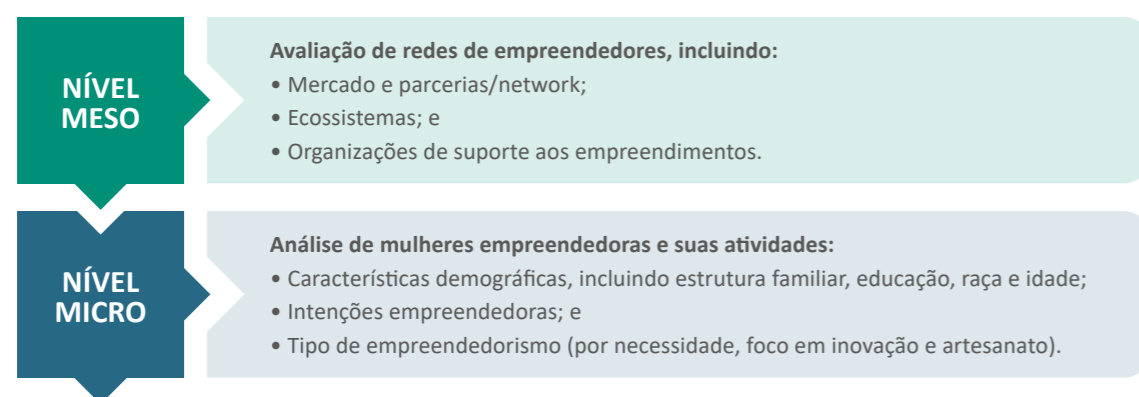 NÍVEL
MESO
Avaliação de redes de empreendedores, incluindo:
• Mercado e parcerias/network;
• Ecossistemas; e
• Organizações de suporte aos empreendimentos.
NÍVEL
MICRO
Análise de mulheres empreendedoras e suas atividades:
• Características demográficas, incluindo estrutura familiar, educação, raça e idade;
• Intenções empreendedoras; e
• Tipo de empreendedorismo (por necessidade, foco em inovação e artesanato).